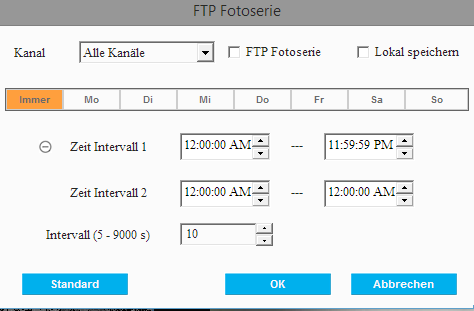 FTP Fotoserie
Kanal Alle Kanäle FTP Fotoserie Lokal speichern
Immer Mo Di Mi Do Fr Sa So
Zeit Intervall 1 12:00:00 AM --- 11:59:59 PM
Zeit Intervall 2 12:00:00 AM --- 12:00:00 AM
Intervall (5 - 9000 s) 10
Standard OK Abbrechen